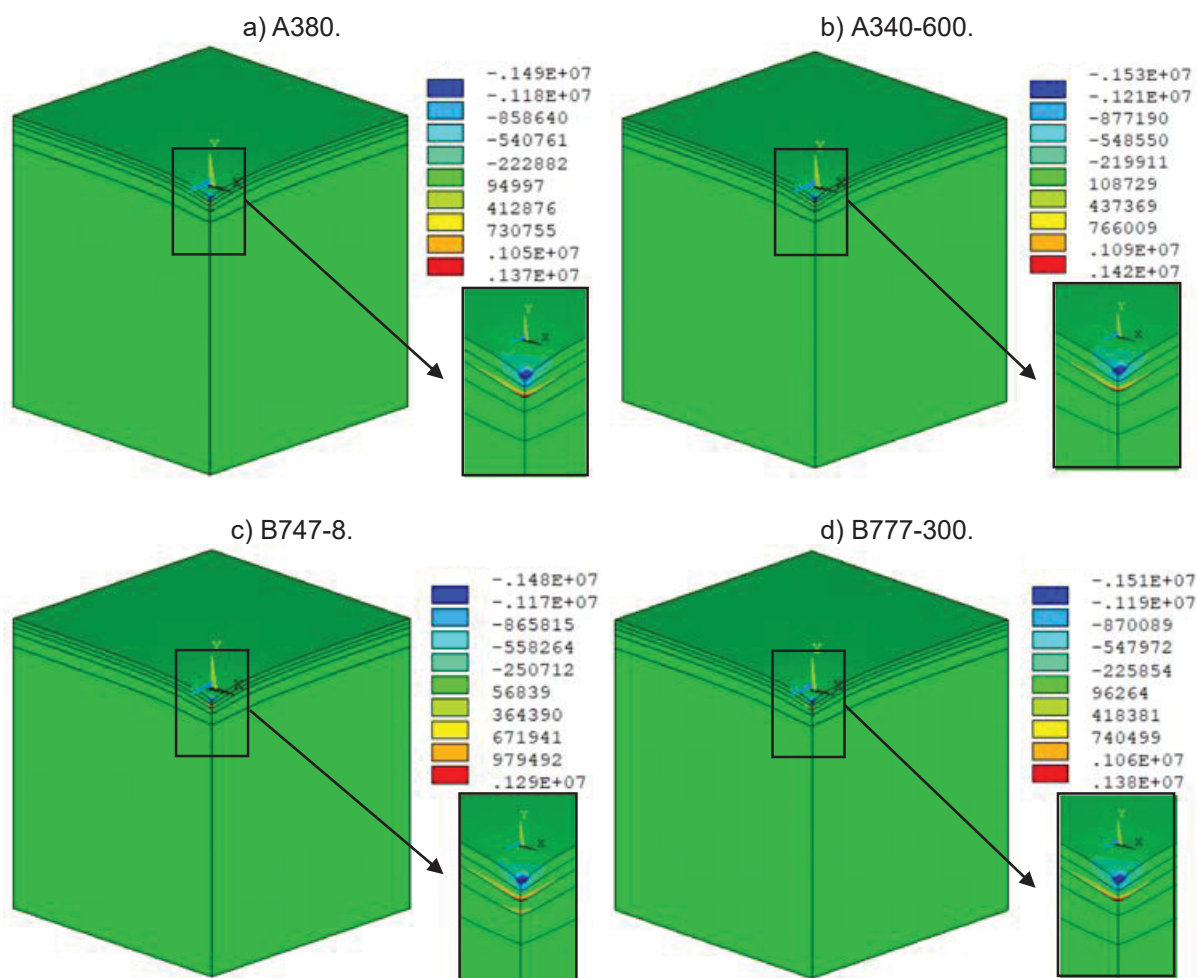 a) A380.
-.149E+07
-.118E+07
-858640
-540761
-222882
94997
412876
730755
.105E+07
.137E+07
Y
X
Y
X
b) A340-600.
-.153E+07
-.121E+07
-877190
-548550
-219911
108729
437369
766009
.109E+07
.142E+07
Y
X
Y
X
c) B747-8.
-.148E+07
-.117E+07
-865815
-558264
-250712
56839
364390
671941
979492
.129E+07
Y
X
Y
X
d) B777-300.
-.151E+07
-.119E+07
-870089
-547972
-225854
96264
418381
740499
.106E+07
.138E+07
Y
X
Y
X